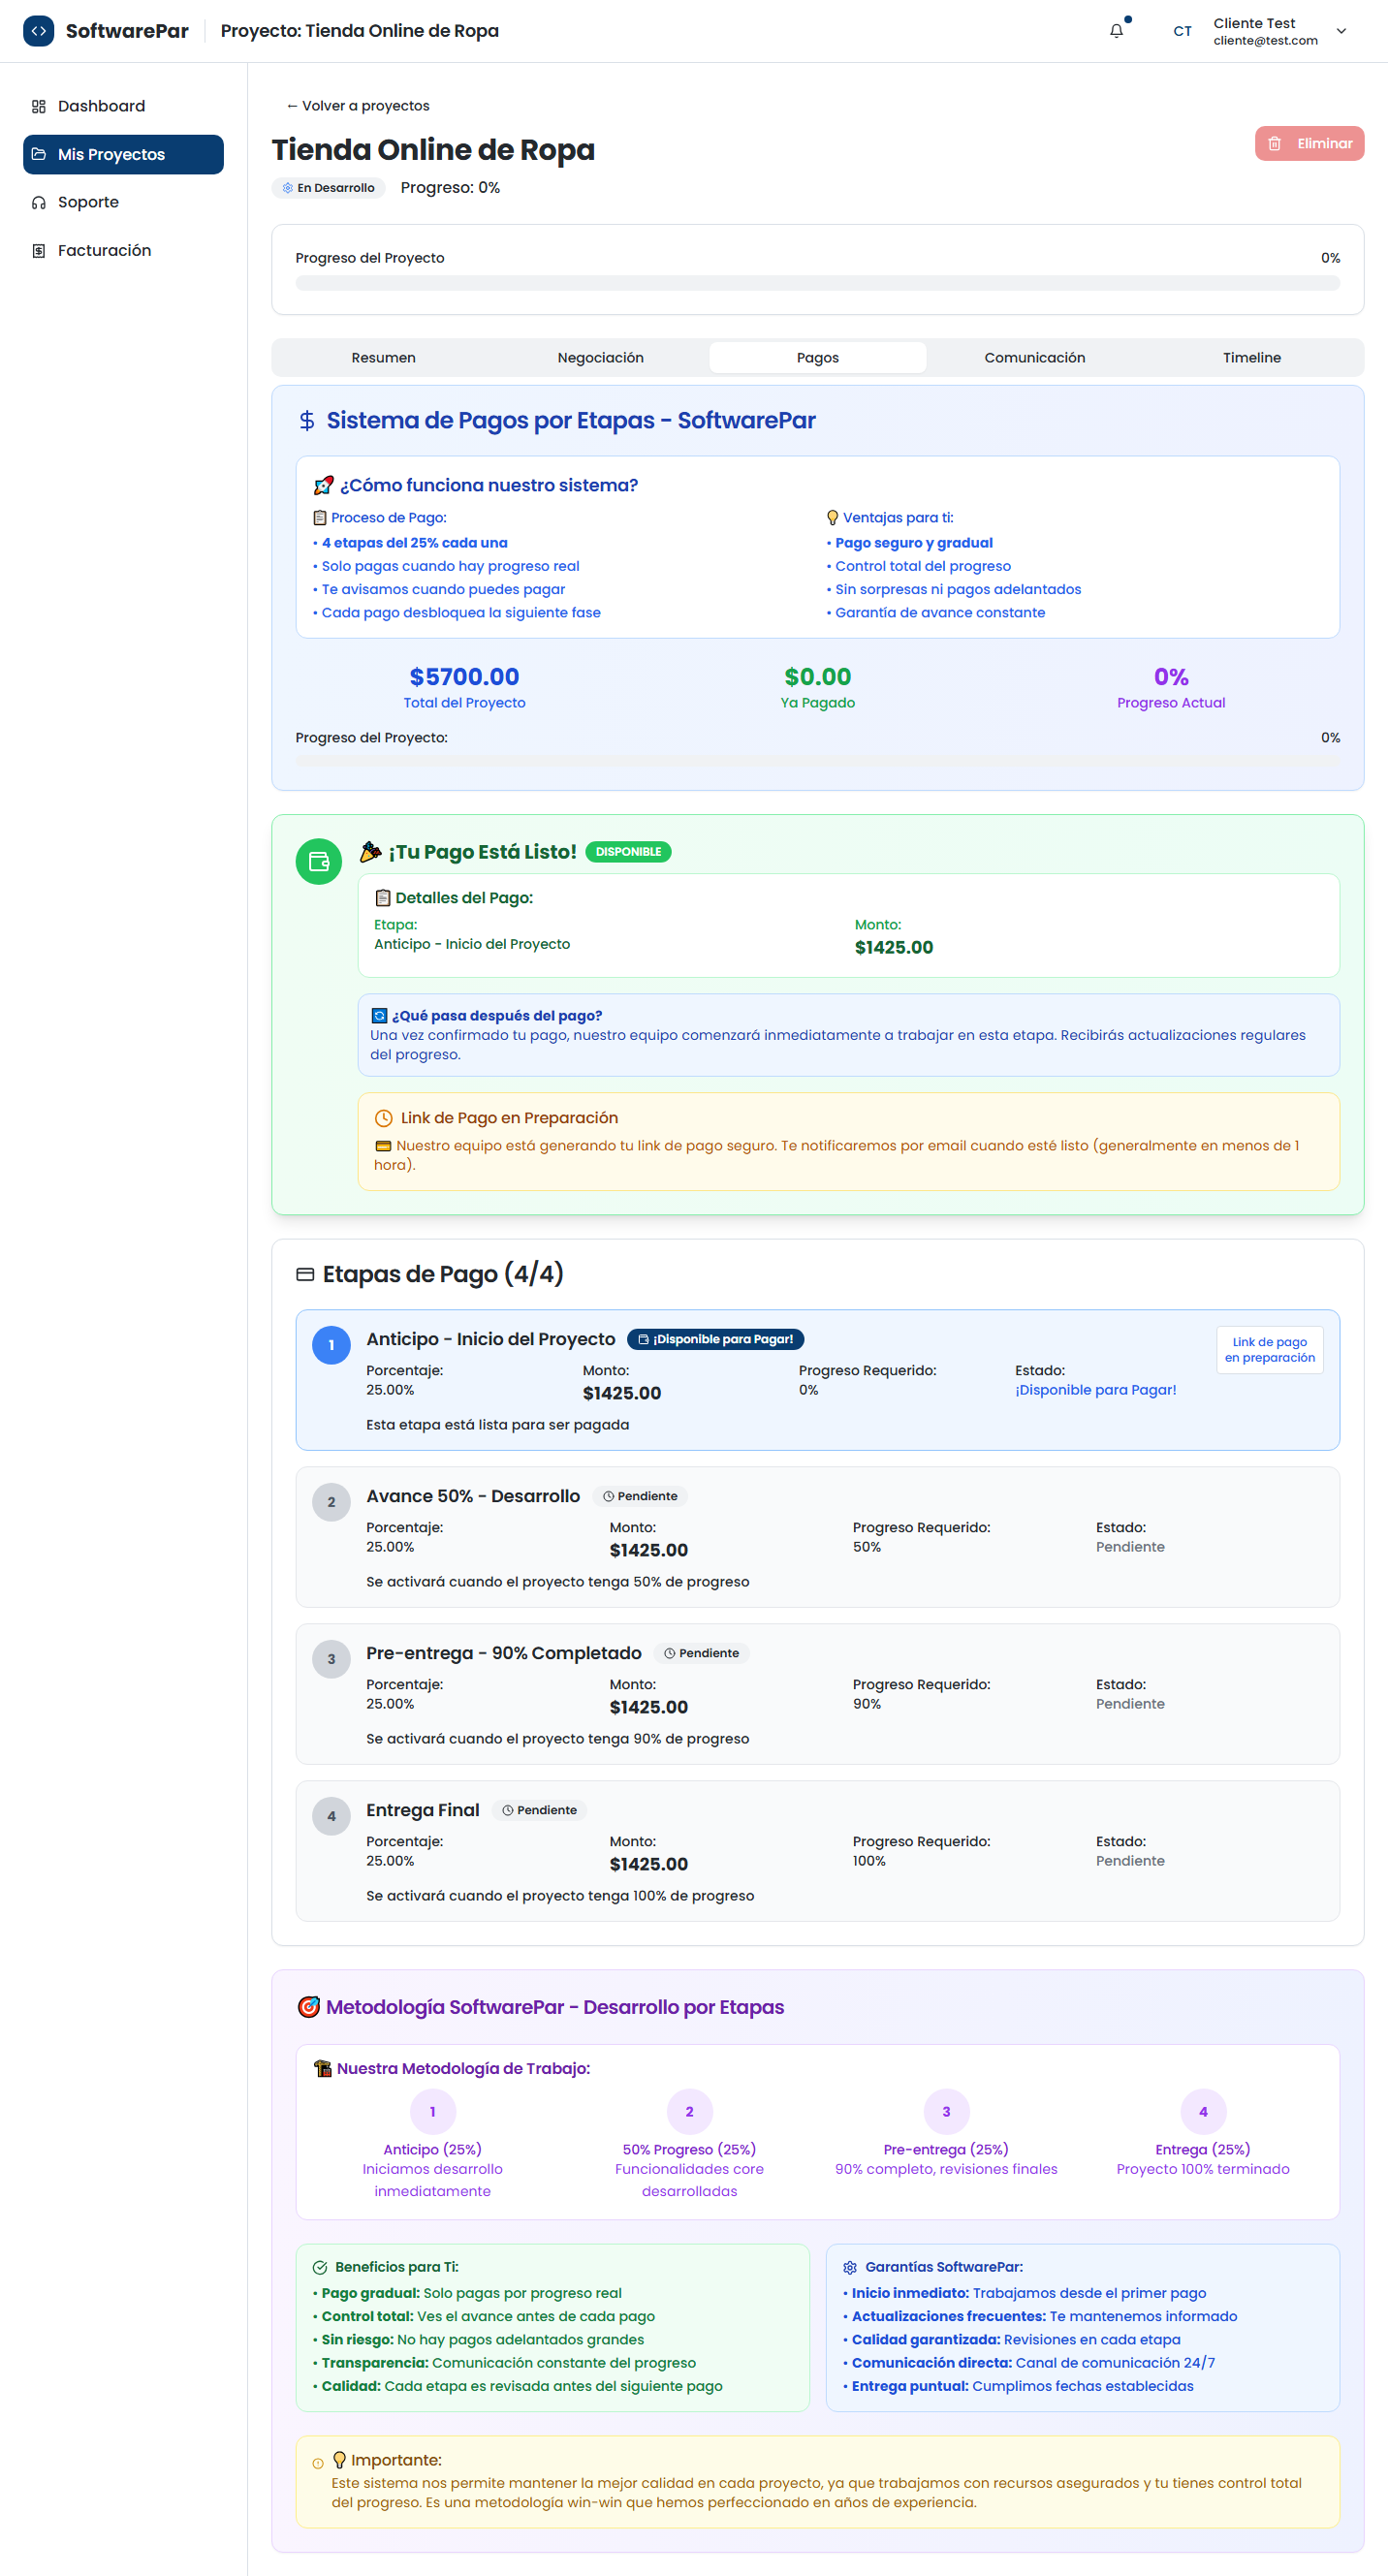 SoftwarePar
Proyecto: Tienda Online de Ropa
CT
Cliente Test
cliente@test.com
Dashboard
Mis Proyectos
Soporte
Facturación
← Volver a proyectos
Tienda Online de Ropa
Eliminar
En Desarrollo
Progreso: 0%
Progreso del Proyecto
0%
Resumen
Negociación
Pagos
Comunicación
Timeline
Sistema de Pagos por Etapas - SoftwarePar
🚀 ¿Cómo funciona nuestro sistema?
📋 Proceso de Pago:
• 4 etapas del 25% cada una
• Solo pagas cuando hay progreso real
• Te avisamos cuando puedes pagar
• Cada pago desbloquea la siguiente fase
💡 Ventajas para ti:
• Pago seguro y gradual
• Control total del progreso
• Sin sorpresas ni pagos adelantados
• Garantía de avance constante
$5700.00
Total del Proyecto
$0.00
Ya Pagado
0%
Progreso Actual
Progreso del Proyecto:
0%
🎉 ¡Tu Pago Está Listo!
DISPONIBLE
📋 Detalles del Pago:
Etapa:
Anticipo - Inicio del Proyecto
Monto:
$1425.00
🔄 ¿Qué pasa después del pago?
Una vez confirmado tu pago, nuestro equipo comenzará inmediatamente a trabajar en esta etapa. Recibirás actualizaciones regulares
del progreso.
Link de Pago en Preparación
💳 Nuestro equipo está generando tu link de pago seguro. Te notificaremos por email cuando esté listo (generalmente en menos de 1
hora).
Etapas de Pago (4/4)
1
Anticipo - Inicio del Proyecto
¡Disponible para Pagar!
Link de pago
en preparación
Porcentaje:
25.00%
Monto:
$1425.00
Progreso Requerido:
0%
Estado:
¡Disponible para Pagar!
Esta etapa está lista para ser pagada
2
Avance 50% - Desarrollo
Pendiente
Porcentaje:
25.00%
Monto:
$1425.00
Progreso Requerido:
50%
Estado:
Pendiente
Se activará cuando el proyecto tenga 50% de progreso
3
Pre-entrega - 90% Completado
Pendiente
Porcentaje:
25.00%
Monto:
$1425.00
Progreso Requerido:
90%
Estado:
Pendiente
Se activará cuando el proyecto tenga 90% de progreso
4
Entrega Final
Pendiente
Porcentaje:
25.00%
Monto:
$1425.00
Progreso Requerido:
100%
Estado:
Pendiente
Se activará cuando el proyecto tenga 100% de progreso
🎯 Metodología SoftwarePar - Desarrollo por Etapas
🏗️ Nuestra Metodología de Trabajo:
1
Anticipo (25%)
Iniciamos desarrollo
inmediatamente
2
50% Progreso (25%)
Funcionalidades core
desarrolladas
3
Pre-entrega (25%)
90% completo, revisiones finales
4
Entrega (25%)
Proyecto 100% terminado
Beneficios para Ti:
• Pago gradual: Solo pagas por progreso real
• Control total: Ves el avance antes de cada pago
• Sin riesgo: No hay pagos adelantados grandes
• Transparencia: Comunicación constante del progreso
• Calidad: Cada etapa es revisada antes del siguiente pago
Garantías SoftwarePar:
• Inicio inmediato: Trabajamos desde el primer pago
• Actualizaciones frecuentes: Te mantenemos informado
• Calidad garantizada: Revisiones en cada etapa
• Comunicación directa: Canal de comunicación 24/7
• Entrega puntual: Cumplimos fechas establecidas
💡 Importante:
Este sistema nos permite mantener la mejor calidad en cada proyecto, ya que trabajamos con recursos asegurados y tu tienes control total
del progreso. Es una metodología win-win que hemos perfeccionado en años de experiencia.